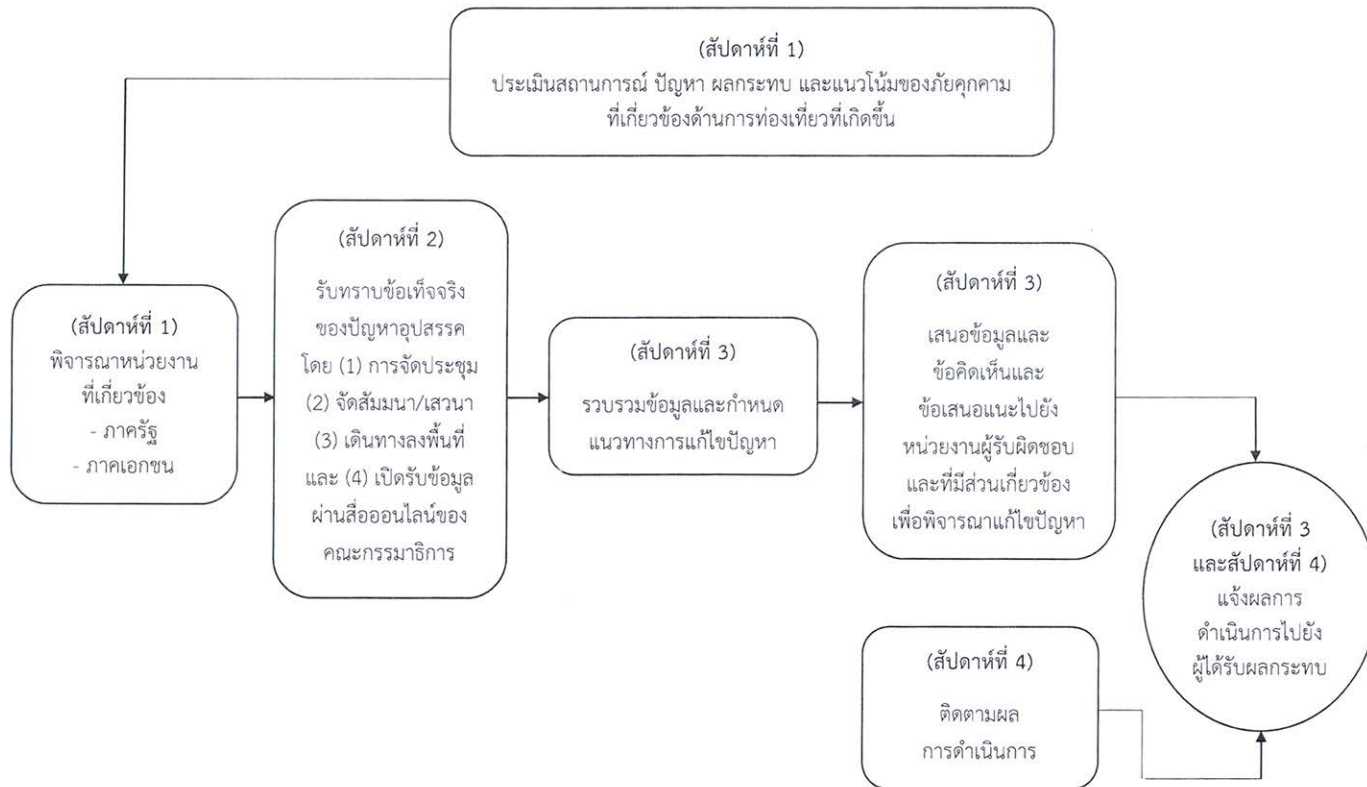 (สัปดาห์ที่ 1)
ประเมินสถานการณ์ ปัญหา ผลกระทบ และแนวโน้มของภัยคุกคาม
ที่เกี่ยวข้องด้านการท่องเที่ยวที่เกิดขึ้น
(สัปดาห์ที่ 1)
พิจารณาหน่วยงาน
ที่เกี่ยวข้อง
- ภาครัฐ
- ภาคเอกชน
(สัปดาห์ที่ 2)
รับทราบข้อเท็จจริง
ของปัญหาอุปสรรค
โดย (1) การจัดประชุม
(2) จัดสัมมนา/เสวนา
(3) เดินทางลงพื้นที่
และ (4) เปิดรับข้อมูล
ผ่านสื่อออนไลน์ของ
คณะกรรมาธิการ
(สัปดาห์ที่ 3)
รวบรวมข้อมูลและกำหนด
แนวทางการแก้ไขปัญหา
(สัปดาห์ที่ 3)
เสนอข้อมูลและ
ข้อคิดเห็นและ
ข้อเสนอแนะไปยัง
หน่วยงานผู้รับผิดชอบ
และที่มีส่วนเกี่ยวข้อง
เพื่อพิจารณาแก้ไขปัญหา
(สัปดาห์ที่ 3
และสัปดาห์ที่ 4)
แจ้งผลการ
ดำเนินการไปยัง
ผู้ได้รับผลกระทบ
(สัปดาห์ที่ 4)
ติดตามผล
การดำเนินการ